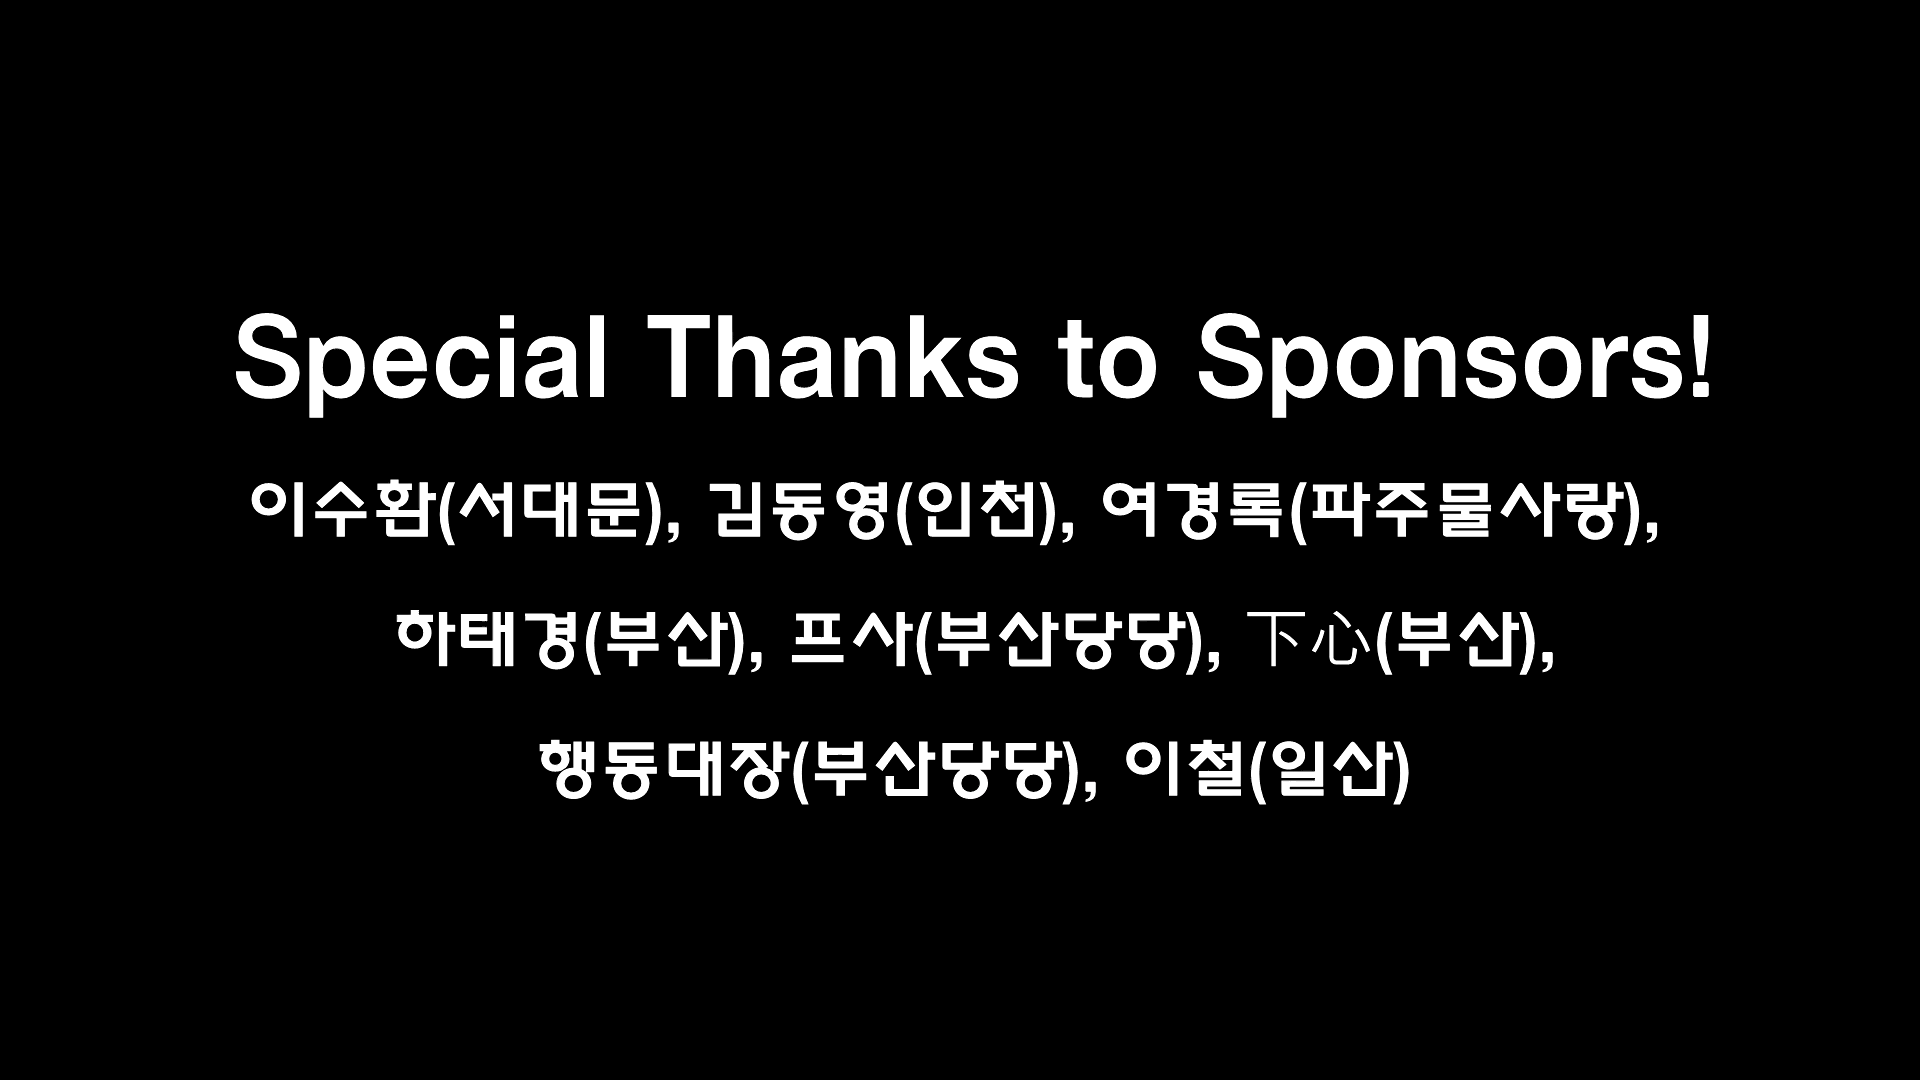 Special Thanks to Sponsors!
이수환(서대문), 김동영(인천), 여경록(파주물사랑),
하태경(부산), 프사(부산당당), 下心(부산),
행동대장(부산당당), 이철(일산)